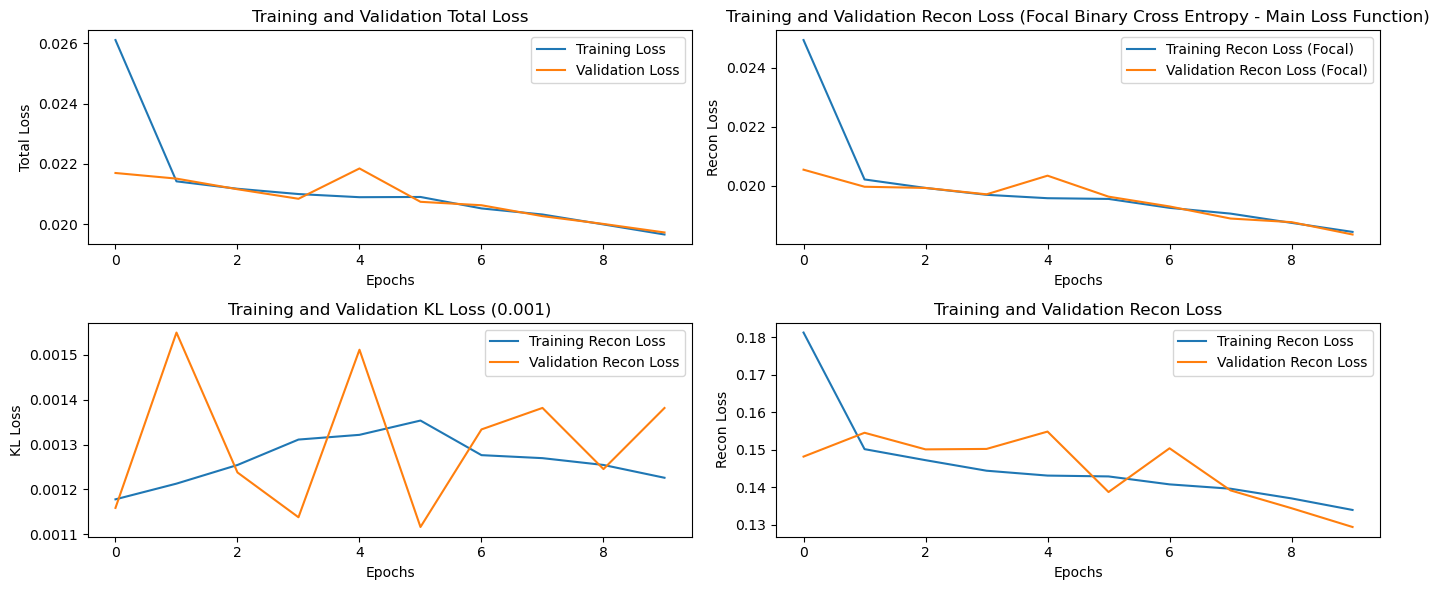 Training and Validation Total Loss
Training Loss
Validation Loss
Total Loss
0.026
0.024
0.022
0.020
0 2 4 6 8
Epochs
Training and Validation Recon Loss (Focal Binary Cross Entropy - Main Loss Function)
Training Recon Loss (Focal)
Validation Recon Loss (Focal)
Recon Loss
0.024
0.022
0.020
0 2 4 6 8
Epochs
Training and Validation KL Loss (0.001)
Training Recon Loss
Validation Recon Loss
KL Loss
0.0015
0.0014
0.0013
0.0012
0.0011
0 2 4 6 8
Epochs
Training and Validation Recon Loss
Training Recon Loss
Validation Recon Loss
Recon Loss
0.18
0.17
0.16
0.15
0.14
0.13
0 2 4 6 8
Epochs